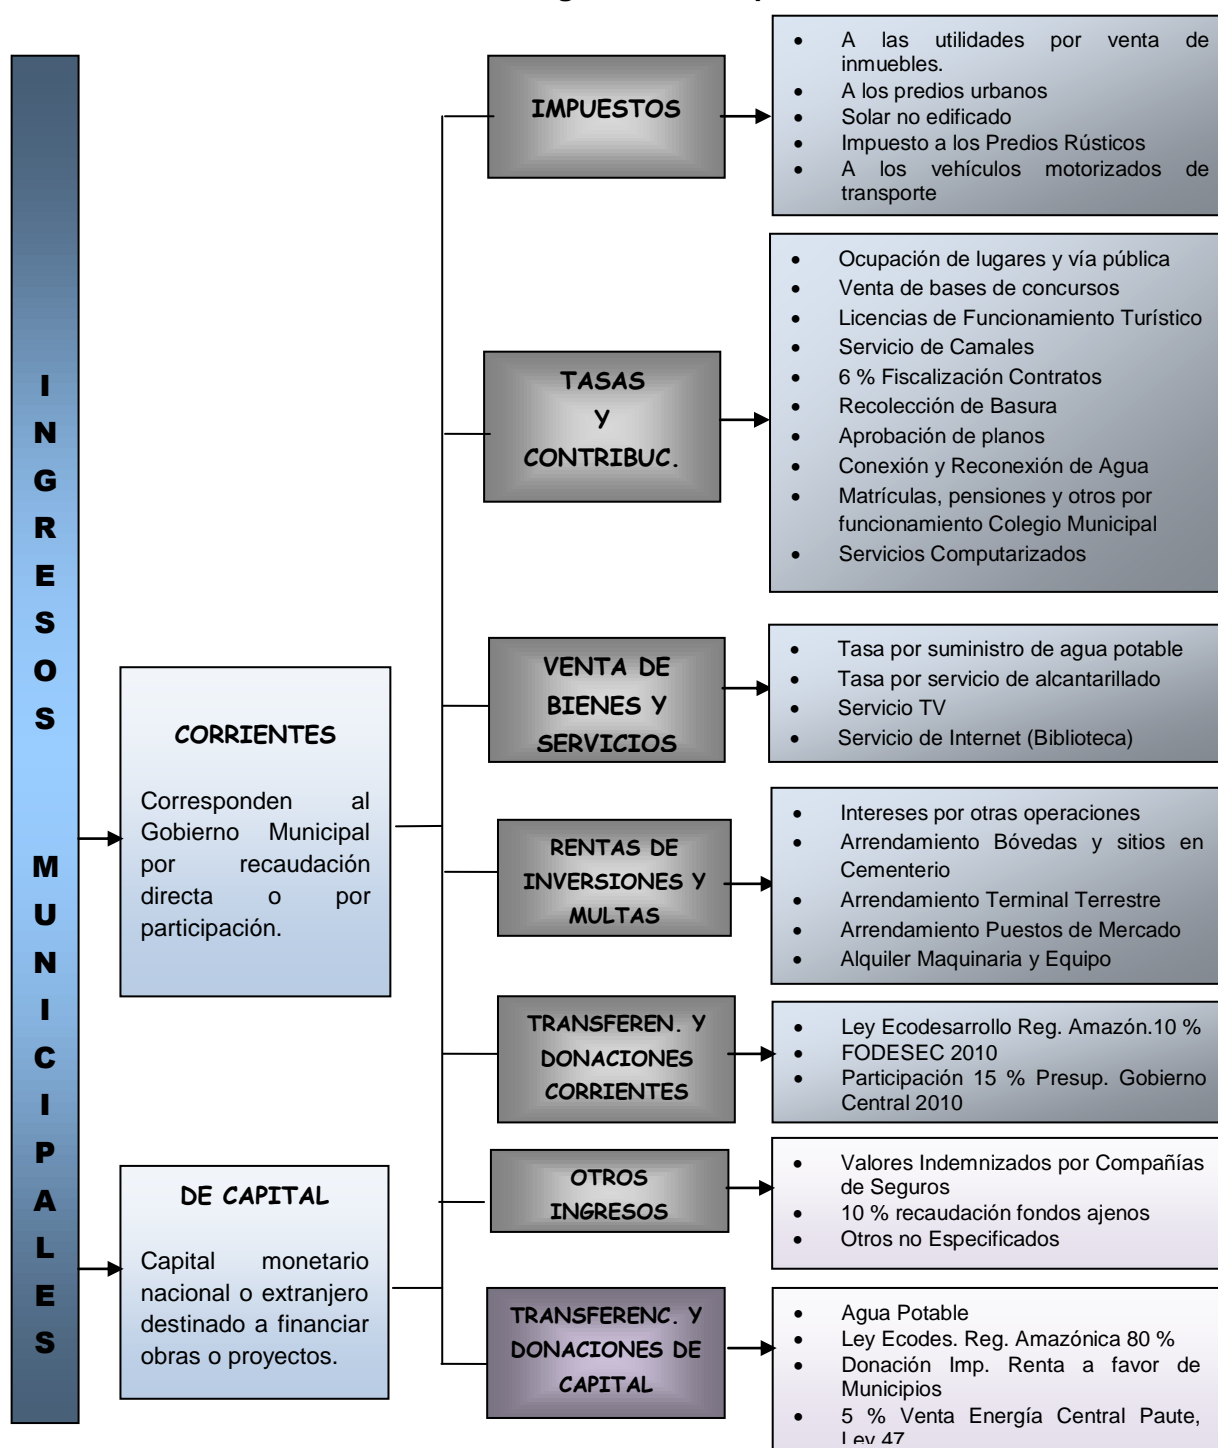 INGRESOS MUNICIPALES
CORRIENTES
Corresponden al
Gobierno Municipal
por recaudación
directa o por
participación.
DE CAPITAL
Capital monetario
nacional o extranjero
destinado a financiar
obras o proyectos.
IMPUESTOS
• A las utilidades por venta de
inmuebles.
• A los predios urbanos
• Solar no edificado
• Impuesto a los Predios Rústicos
• A los vehículos motorizados de
transporte
TASAS
Y
CONTRIBUC.
• Ocupación de lugares y vía pública
• Venta de bases de concursos
• Licencias de Funcionamiento Turístico
• Servicio de Camales
• 6 % Fiscalización Contratos
• Recolección de Basura
• Aprobación de planos
• Conexión y Reconexión de Agua
• Matrículas, pensiones y otros por
funcionamiento Colegio Municipal
• Servicios Computarizados
VENTA DE
BIENES Y
SERVICIOS
• Tasa por suministro de agua potable
• Tasa por servicio de alcantarillado
• Servicio TV
• Servicio de Internet (Biblioteca)
RENTAS DE
INVERSIONES Y
MULTAS
• Intereses por otras operaciones
• Arrendamiento Bóvedas y sitios en
Cementerio
• Arrendamiento Terminal Terrestre
• Arrendamiento Puestos de Mercado
• Alquiler Maquinaria y Equipo
TRANSFEREN. Y
DONACIONES
CORRIENTES
• Ley Ecodesarrollo Reg. Amazón.10 %
• FODESEC 2010
• Participación 15 % Presup. Gobierno
Central 2010
OTROS
INGRESOS
• Valores Indemnizados por Compañías
de Seguros
• 10 % recaudación fondos ajenos
• Otros no Especificados
TRANSFERENC. Y
DONACIONES DE
CAPITAL
• Agua Potable
• Ley Ecodes. Reg. Amazónica 80 %
• Donación Imp. Renta a favor de
Municipios
• 5 % Venta Energía Central Paute,
Ley 47